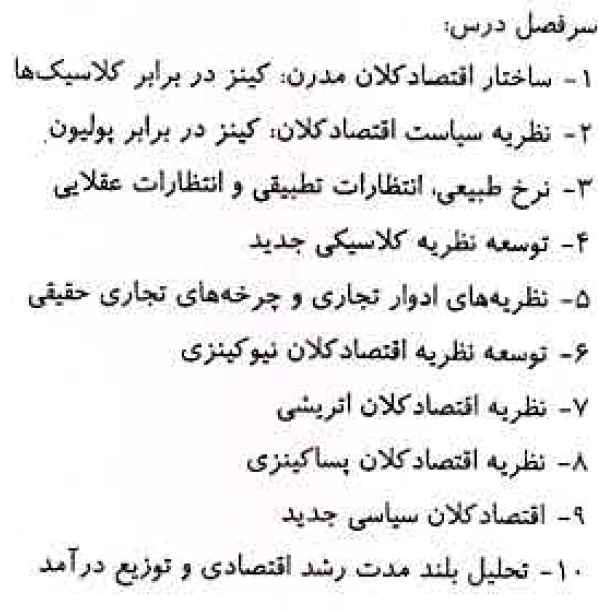 سرفصل درس:
۱- ساختار اقتصادکلان مدرن: کینز در برابر کلاسیک‌ها
۲- نظریه سیاست اقتصادکلان: کینز در برابر پولیون
۳- نرخ طبیعی، انتظارات تطبیقی و انتظارات عقلایی
۴- توسعه نظریه کلاسیکی جدید
۵- نظریه‌های ادوار تجاری و چرخه‌های تجاری حقیقی
۶- توسعه نظریه اقتصادکلان نیوکینزی
۷- نظریه اقتصادکلان اتریشی
۸- نظریه اقتصادکلان پساکینزی
۹- اقتصادکلان سیاسی جدید
۱۰- تحلیل بلند مدت رشد اقتصادی و توزیع درآمد